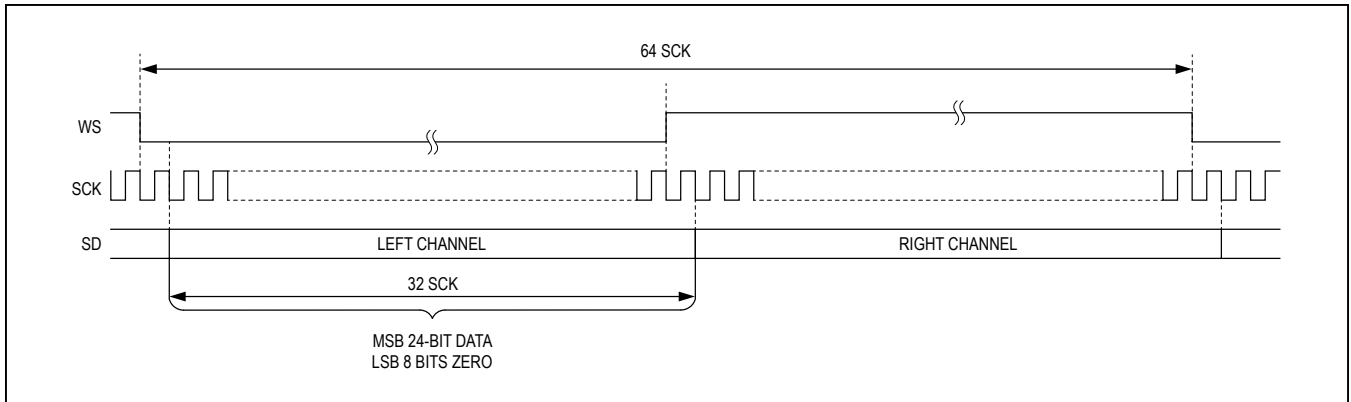 64 SCK
WS
SCK
SD
LEFT CHANNEL
RIGHT CHANNEL
32 SCK
MSB 24-BIT DATA
LSB 8 BITS ZERO